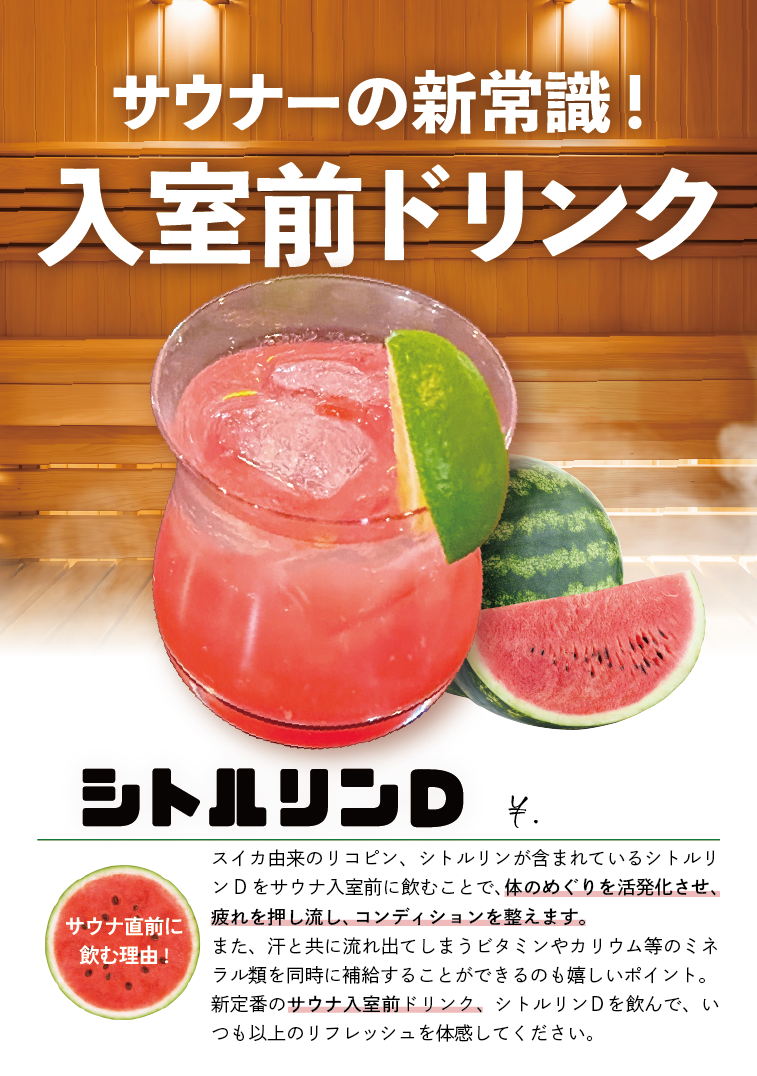 サウナーの新常識！
入室前ドリンク
シトルリンD
¥.
サウナ直前に
飲む理由！
スイカ由来のリコピン、シトルリンが含まれているシトルリ
ンDをサウナ入室前に飲むことで、体のめぐりを活発化させ、
疲れを押し流し、コンディションを整えます。
また、汗と共に流れ出てしまうビタミンやカリウム等のミネ
ラル類を同時に補給することができるのも嬉しいポイント。
新定番のサウナ入室前ドリンク、シトルリンDを飲んで、い
つも以上のリフレッシュを体感してください。